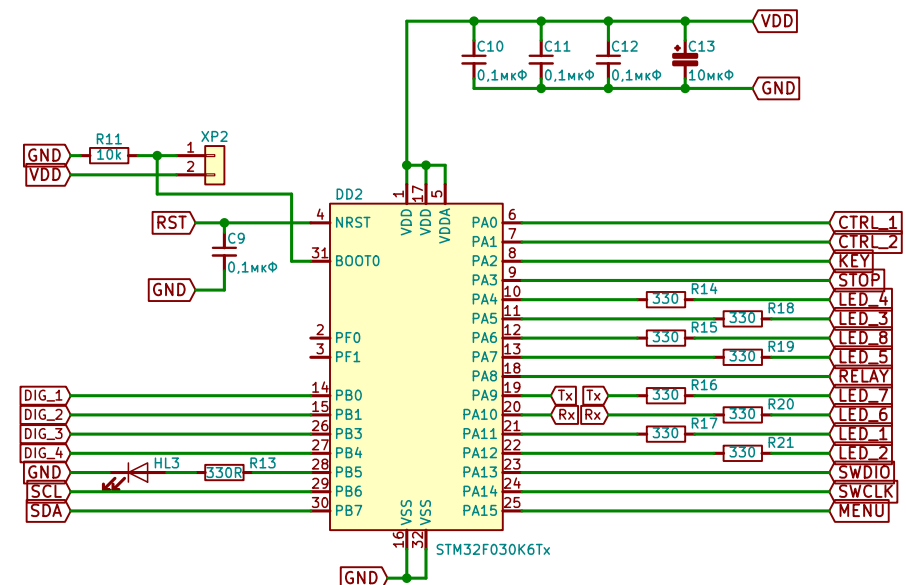 VDD
C10 C11 C12 C13
0,1мкФ 0,1мкФ 0,1мкФ 10мкФ
GND
R11 XP2
GND 10k 1
VDD 2
DD2
1 17 5
VDD VDD VDDA
RST 4 NRST PA0 6 CTRL_1
C9 PA1 7 CTRL_2
0,1мкФ 31 BOOT0 PA2 8 KEY
GND PA3 9 STOP
PA4 10 330 R14 LED_4
PA5 11 330 R18 LED_3
2 PF0 PA6 12 330 R15 LED_8
3 PF1 PA7 13 330 R19 LED_5
PA8 18 RELAY
DIG_1 14 PB0 PA9 19 Tx Tx 330 R16 LED_7
DIG_2 15 PB1 PA10 20 Rx Rx 330 R20 LED_6
DIG_3 26 PB3 PA11 21 330 R17 LED_1
DIG_4 27 PB4 PA12 22 330 R21 LED_2
GND HL3 330R R13 28 PB5 PA13 23 SWDIO
SCL 29 PB6 PA14 24 SWCLK
SDA 30 PB7 PA15 25 MENU
VSS VSS
16 32
STM32F030K6Tx
GND